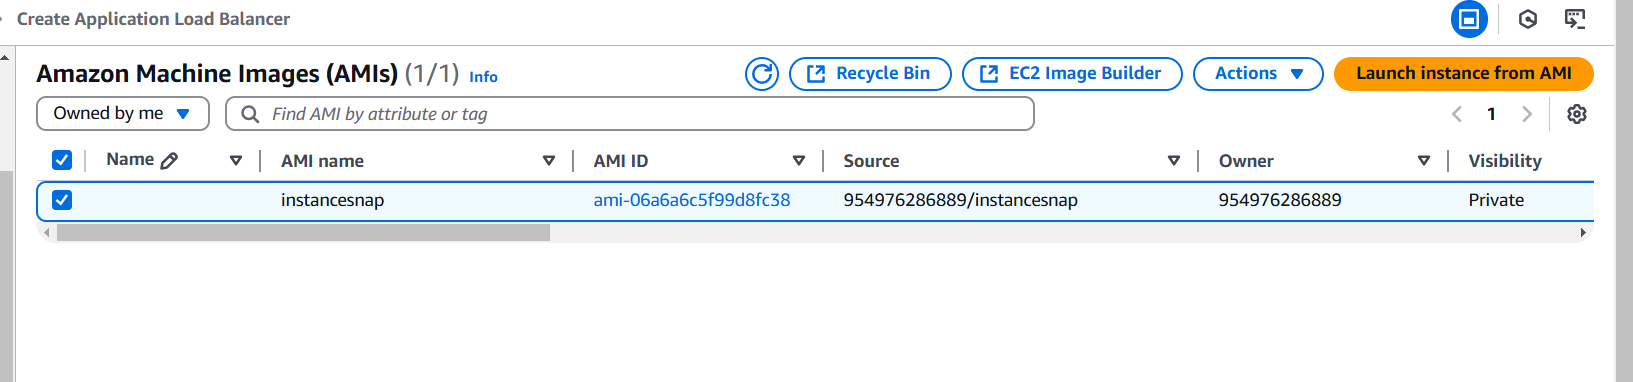 Create Application Load Balancer
Amazon Machine Images (AMIs) (1/1) Info
Recycle Bin
EC2 Image Builder
Actions
Launch instance from AMI
Owned by me
Find AMI by attribute or tag
1
Name AMI name AMI ID Source Owner Visibility
instancesnap ami-06a6a6c5f99d8fc38 954976286889/instancesnap 954976286889 Private